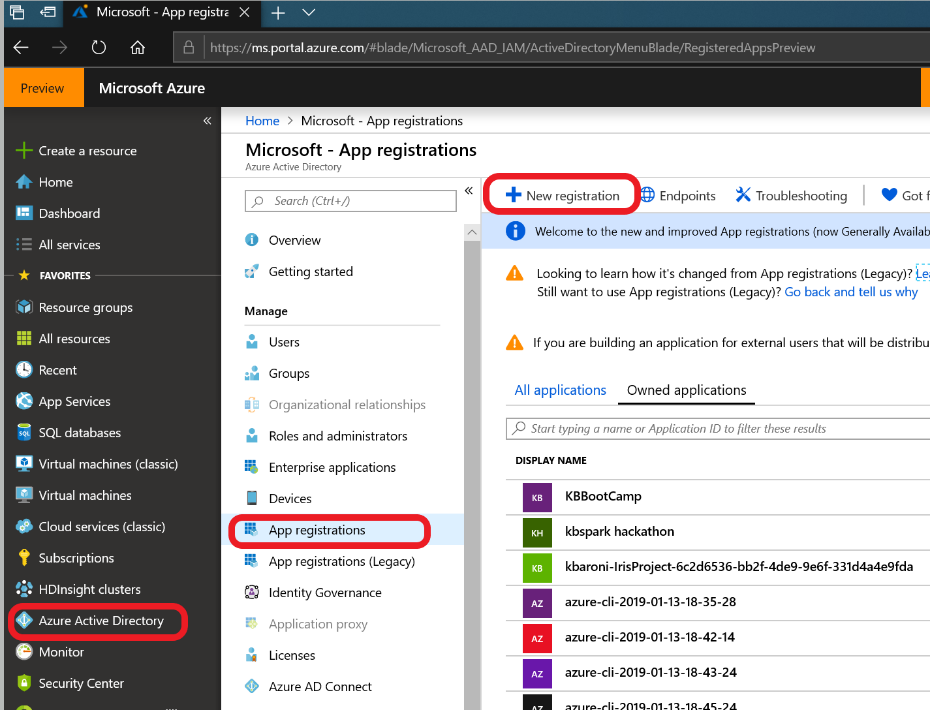 Microsoft - App registra
https://ms.portal.azure.com/#blade/Microsoft_AAD_IAM/ActiveDirectoryMenuBlade/RegisteredAppsPreview
Preview
Microsoft Azure
Create a resource
Home
Dashboard
All services
FAVORITES
Resource groups
All resources
Recent
App Services
SQL databases
Virtual machines (classic)
Virtual machines
Cloud services (classic)
Subscriptions
HDInsight clusters
Azure Active Directory
Monitor
Security Center
Home > Microsoft - App registrations
Microsoft - App registrations
Azure Active Directory
Search (Ctrl+/)
Overview
Getting started
Manage
Users
Groups
Organizational relationships
Roles and administrators
Enterprise applications
Devices
App registrations
App registrations (Legacy)
Identity Governance
Application proxy
Licenses
Azure AD Connect
New registration Endpoints Troubleshooting Got f
Welcome to the new and improved App registrations (now Generally Availab
Looking to learn how it's changed from App registrations (Legacy)? Lea
Still want to use App registrations (Legacy)? Go back and tell us why
If you are building an application for external users that will be distribu
All applications Owned applications
Start typing a name or Application ID to filter these results
DISPLAY NAME
KB KBBootCamp
KH kbspark hackathon
KB kbaroni-IrisProject-6c2d6536-bb2f-4de9-9e6f-331d4a4e9fda
AZ azure-cli-2019-01-13-18-35-28
AZ azure-cli-2019-01-13-18-42-14
AZ azure-cli-2019-01-13-18-43-24
AZ azure-cli-2019-01-13-18-45-24